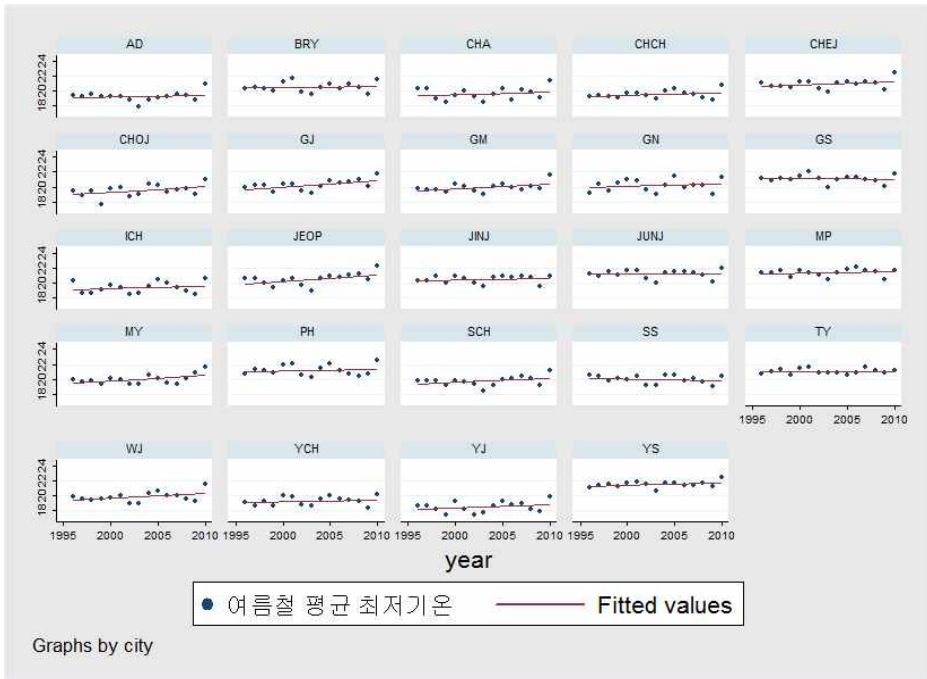 AD BRY CHA CHCH CHEJ
18202224
CHOJ GJ GM GN GS
18202224
ICH JEOP JINJ JUNJ MP
18202224
MY PH SCH SS TY
18202224
1995 2000 2005 2010
WJ YCH YJ YS
18202224
1995 2000 2005 2010 1995 2000 2005 2010 1995 2000 2005 2010 1995 2000 2005 2010
year
여름철 평균 최저기온 Fitted values
Graphs by city